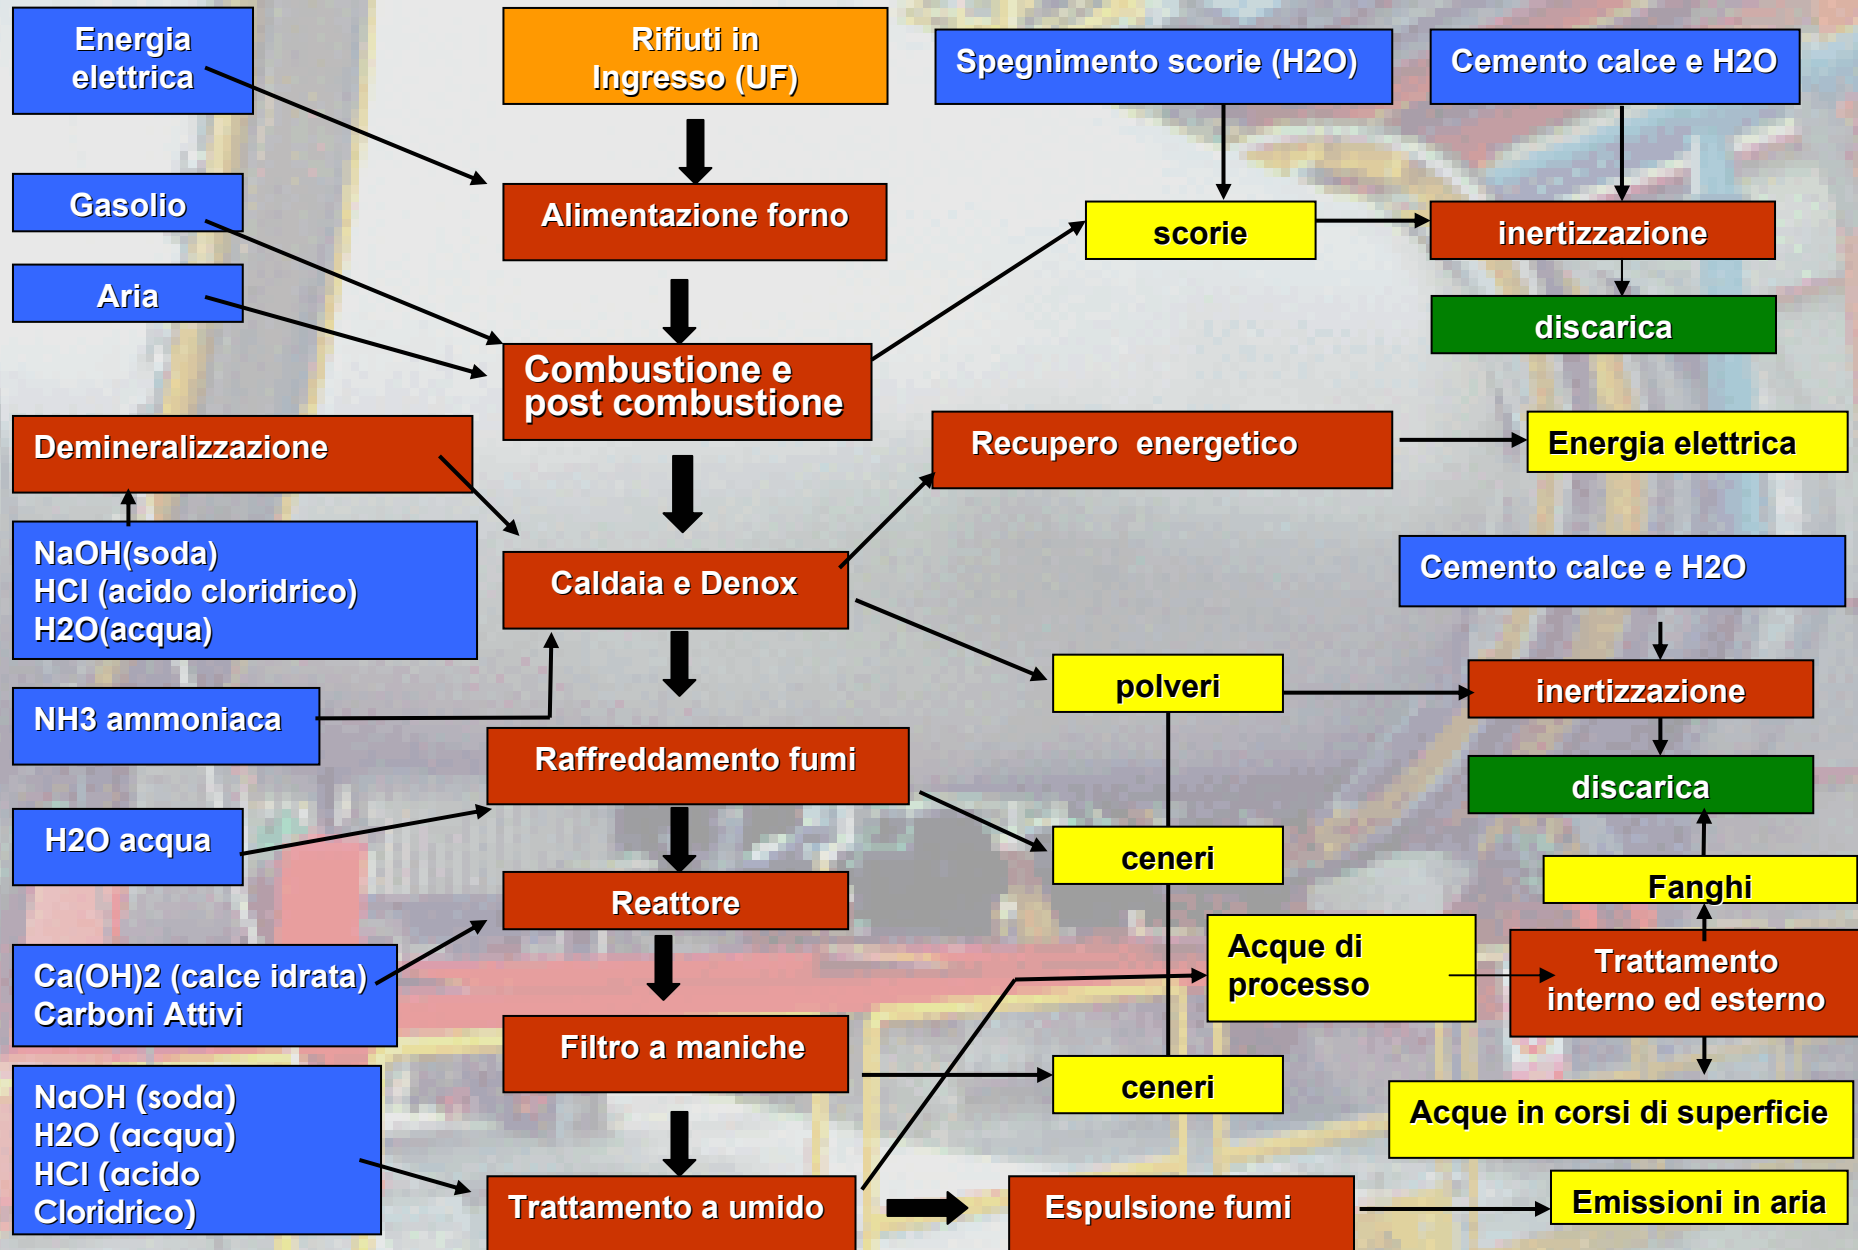 Energia
elettrica
Rifiuti in
Ingresso (UF)
Spegnimento scorie (H2O)
Cemento calce e H2O
Gasolio
Alimentazione forno
scorie
inertizzazione
Aria
discarica
Combustione e
post combustione
Demineralizzazione
Recupero energetico
Energia elettrica
NaOH(soda)
HCl (acido cloridrico)
H2O(acqua)
Caldaia e Denox
Cemento calce e H2O
polveri
inertizzazione
NH3 ammoniaca
Raffreddamento fumi
discarica
H2O acqua
ceneri
Fanghi
Reattore
Acque di
processo
Trattamento
interno ed esterno
Ca(OH)2 (calce idrata)
Carboni Attivi
Filtro a maniche
ceneri
Acque in corsi di superficie
NaOH (soda)
H2O (acqua)
HCl (acido
Cloridrico)
Trattamento a umido
Espulsione fumi
Emissioni in aria